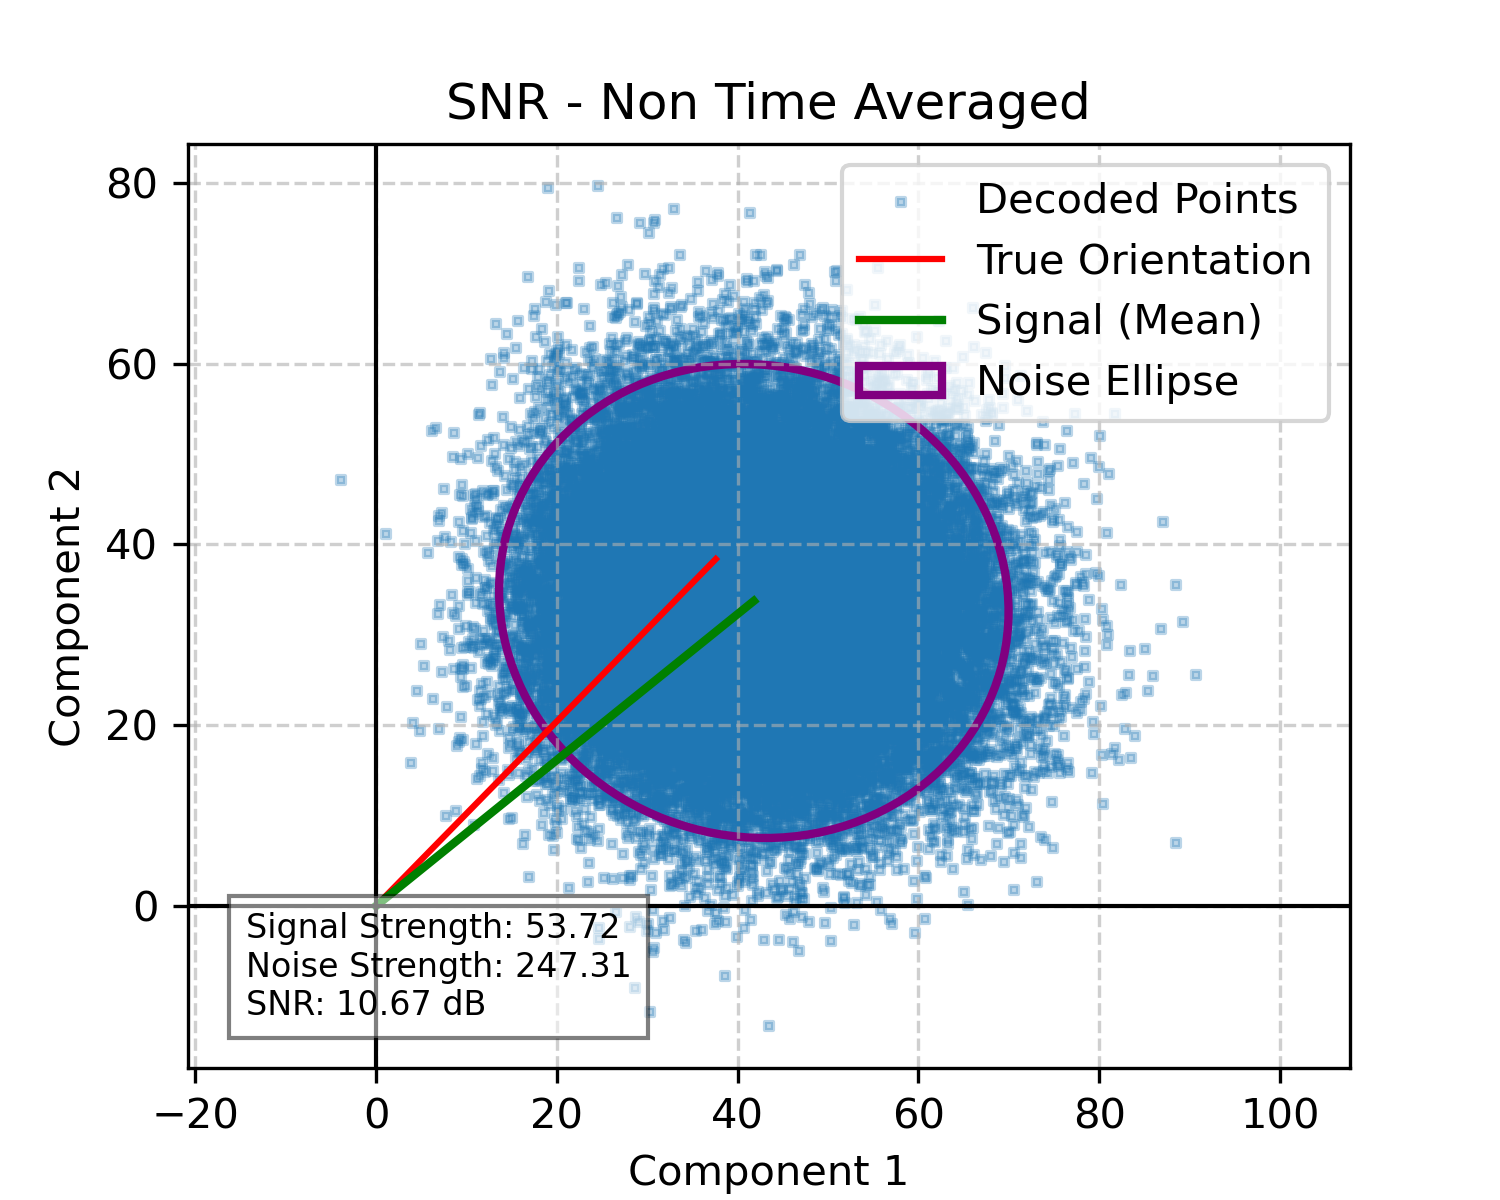 SNR - Non Time Averaged
Decoded Points
True Orientation
Signal (Mean)
Noise Ellipse
80
60
40
20
0
Component 2
Signal Strength: 53.72
Noise Strength: 247.31
SNR: 10.67 dB
−20 0 20 40 60 80 100
Component 1